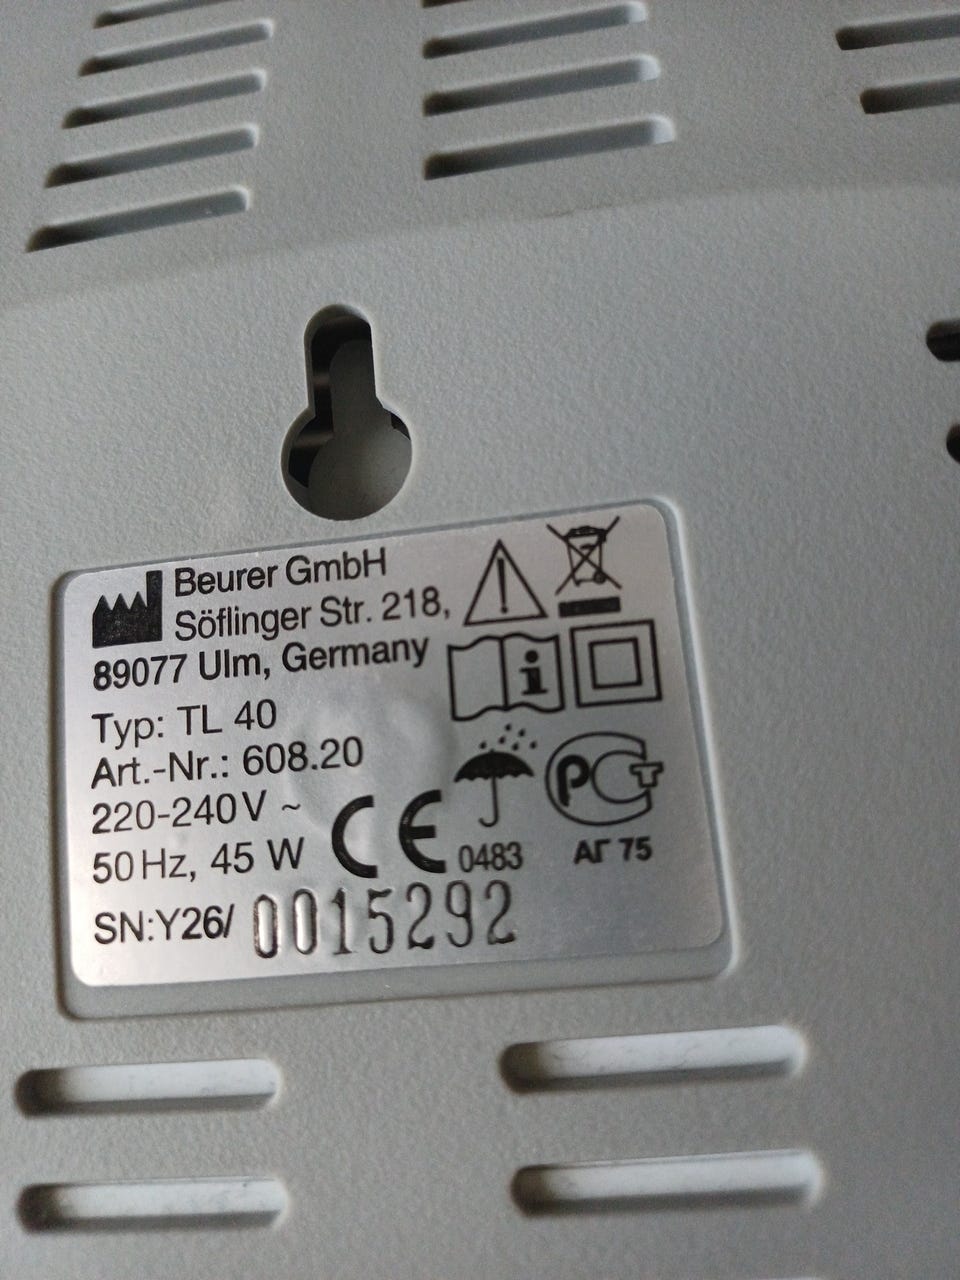 Beurer GmbH
Söflinger Str. 218,
89077 Ulm, Germany
Typ: TL 40
Art.-Nr.: 608.20
220-240V ~
50Hz, 45 W
CE 0483
PCT
АГ 75
SN:Y26/ 0015292